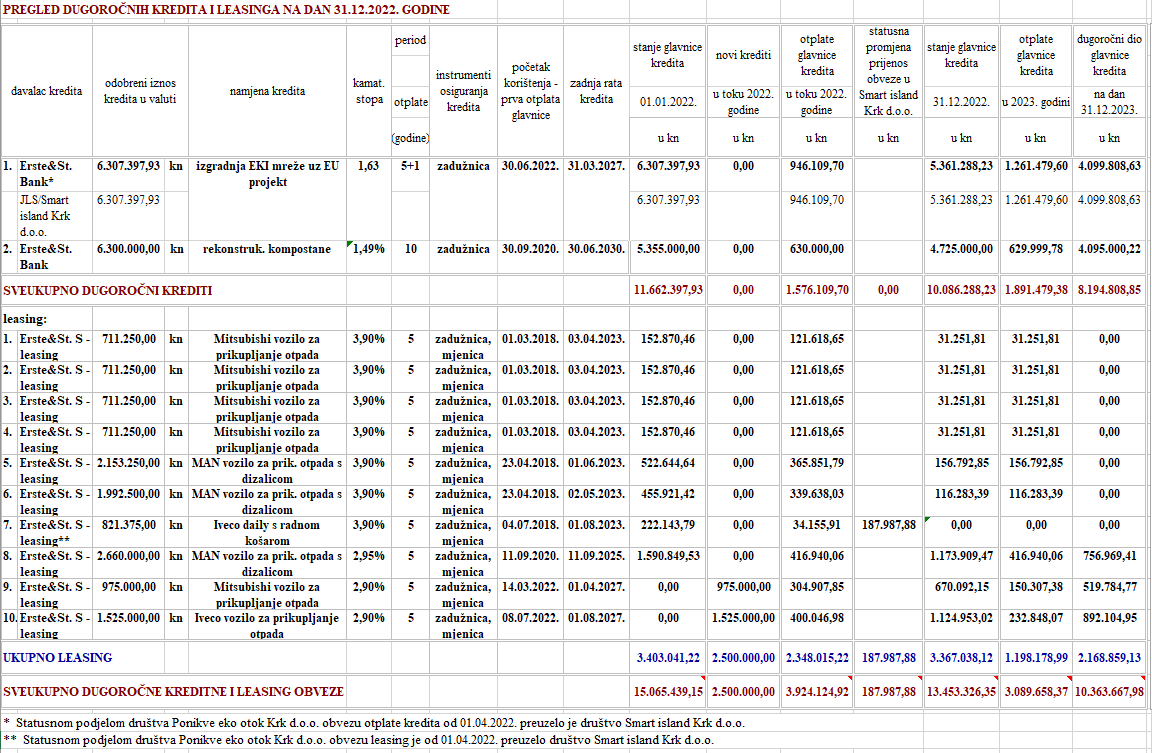 PREGLED DUGOROČNIH KREDITA I LEASINGA NA DAN 31.12.2022. GODINE
davalac kredita | odobreni iznos kredita u valuti | namjena kredita | kamat. stopa | period otplate (godine) | instrumenti osiguranja kredita | početak korištenja - prva otplata glavnice | zadnja rata kredita | stanje glavnice kredita 01.01.2022. u kn | novi krediti u toku 2022. godine u kn | otplate glavnice kredita u toku 2022. godine u kn | statusna promjena prijenos obveze u Smart island Krk d.o.o. u kn | stanje glavnice kredita 31.12.2022. u kn | otplate glavnice kredita u 2023. godini u kn | dugoročni dio glavnice kredita na dan 31.12.2023. u kn
1. Erste&St. Bank* 6.307.397,93 kn izgradnja EKI mreže uz EU projekt 1,63 5+1 zadužnica 30.06.2022. 31.03.2027. 6.307.397,93 0,00 946.109,70 5.361.288,23 1.261.479,60 4.099.808,63
JLS/Smart island Krk d.o.o. 6.307.397,93 6.307.397,93 946.109,70 5.361.288,23 1.261.479,60 4.099.808,63
2. Erste&St. Bank 6.300.000,00 kn rekonstruk. kompostane 1,49% 10 zadužnica 30.09.2020. 30.06.2030. 5.355.000,00 0,00 630.000,00 4.725.000,00 629.999,78 4.095.000,22
SVEUKUPNO DUGOROČNI KREDITI 11.662.397,93 0,00 1.576.109,70 0,00 10.086.288,23 1.891.479,38 8.194.808,85
leasing:
1. Erste&St. S - leasing 711.250,00 kn Mitsubishi vozilo za prikupljanje otpada 3,90% 5 zadužnica, mjenica 01.03.2018. 03.04.2023. 152.870,46 0,00 121.618,65 31.251,81 31.251,81 0,00
2. Erste&St. S - leasing 711.250,00 kn Mitsubishi vozilo za prikupljanje otpada 3,90% 5 zadužnica, mjenica 01.03.2018. 03.04.2023. 152.870,46 0,00 121.618,65 31.251,81 31.251,81 0,00
3. Erste&St. S - leasing 711.250,00 kn Mitsubishi vozilo za prikupljanje otpada 3,90% 5 zadužnica, mjenica 01.03.2018. 03.04.2023. 152.870,46 0,00 121.618,65 31.251,81 31.251,81 0,00
4. Erste&St. S - leasing 711.250,00 kn Mitsubishi vozilo za prikupljanje otpada 3,90% 5 zadužnica, mjenica 01.03.2018. 03.04.2023. 152.870,46 0,00 121.618,65 31.251,81 31.251,81 0,00
5. Erste&St. S - leasing 2.153.250,00 kn MAN vozilo za prik. otpada s dizalicom 3,90% 5 zadužnica, mjenica 23.04.2018. 01.06.2023. 522.644,64 0,00 365.851,79 156.792,85 156.792,85 0,00
6. Erste&St. S - leasing 1.992.500,00 kn MAN vozilo za prik. otpada s dizalicom 3,90% 5 zadužnica, mjenica 23.04.2018. 02.05.2023. 455.921,42 0,00 339.638,03 116.283,39 116.283,39 0,00
7. Erste&St. S - leasing** 821.375,00 kn Iveco daily s radnom košarom 3,90% 5 zadužnica, mjenica 04.07.2018. 01.08.2023. 222.143,79 0,00 34.155,91 187.987,88 0,00 0,00 0,00
8. Erste&St. S - leasing 2.660.000,00 kn MAN vozilo za prik. otpada s dizalicom 2,95% 5 zadužnica, mjenica 11.09.2020. 11.09.2025. 1.590.849,53 0,00 416.940,06 1.173.909,47 416.940,06 756.969,41
9. Erste&St. S - leasing 975.000,00 kn Mitsubishi vozilo za prikupljanje otpada 2,90% 5 zadužnica, mjenica 14.03.2022. 01.04.2027. 0,00 975.000,00 304.907,85 670.092,15 150.307,38 519.784,77
10. Erste&St. S - leasing 1.525.000,00 kn Iveco vozilo za prikupljanje otpada 2,90% 5 zadužnica, mjenica 08.07.2022. 01.08.2027. 0,00 1.525.000,00 400.046,98 1.124.953,02 232.848,07 892.104,95
UKUPNO LEASING 3.403.041,22 2.500.000,00 2.348.015,22 187.987,88 3.367.038,12 1.198.178,99 2.168.859,13
SVEUKUPNO DUGOROČNE KREDITNE I LEASING OBVEZE 15.065.439,15 2.500.000,00 3.924.124,92 187.987,88 13.453.326,35 3.089.658,37 10.363.667,98
* Statusnom podjelom društva Ponikve eko otok Krk d.o.o. obvezu otplate kredita od 01.04.2022. preuzelo je društvo Smart island Krk d.o.o.
** Statusnom podjelom društva Ponikve eko otok Krk d.o.o. obvezu leasing je od 01.04.2022. preuzelo društvo Smart island Krk d.o.o.